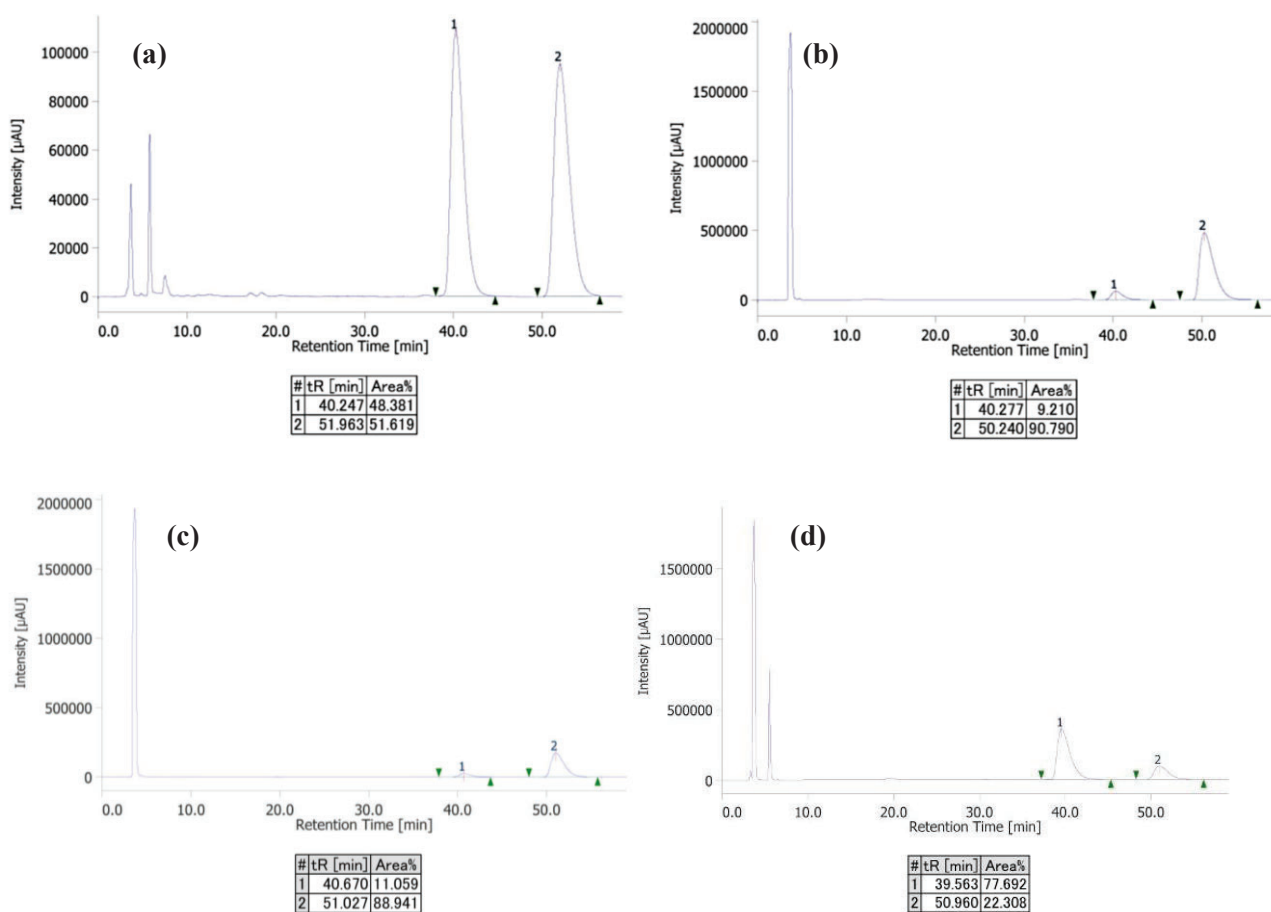 (a)
Intensity [µAU]
100000
80000
60000
40000
20000
0
1
2
0.0 10.0 20.0 30.0 40.0 50.0
Retention Time [min]
# tR [min] Area%
1 40.247 48.381
2 51.963 51.619
(b)
Intensity [µAU]
2000000
1500000
1000000
500000
0
1
2
0.0 10.0 20.0 30.0 40.0 50.0
Retention Time [min]
# tR [min] Area%
1 40.277 9.210
2 50.240 90.790
(c)
Intensity [µAU]
2000000
1500000
1000000
500000
0
1
2
0.0 10.0 20.0 30.0 40.0 50.0
Retention Time [min]
# tR [min] Area%
1 40.670 11.059
2 51.027 88.941
(d)
Intensity [µAU]
1500000
1000000
500000
0
1
2
0.0 10.0 20.0 30.0 40.0 50.0
Retention Time [min]
# tR [min] Area%
1 39.563 77.692
2 50.960 22.308